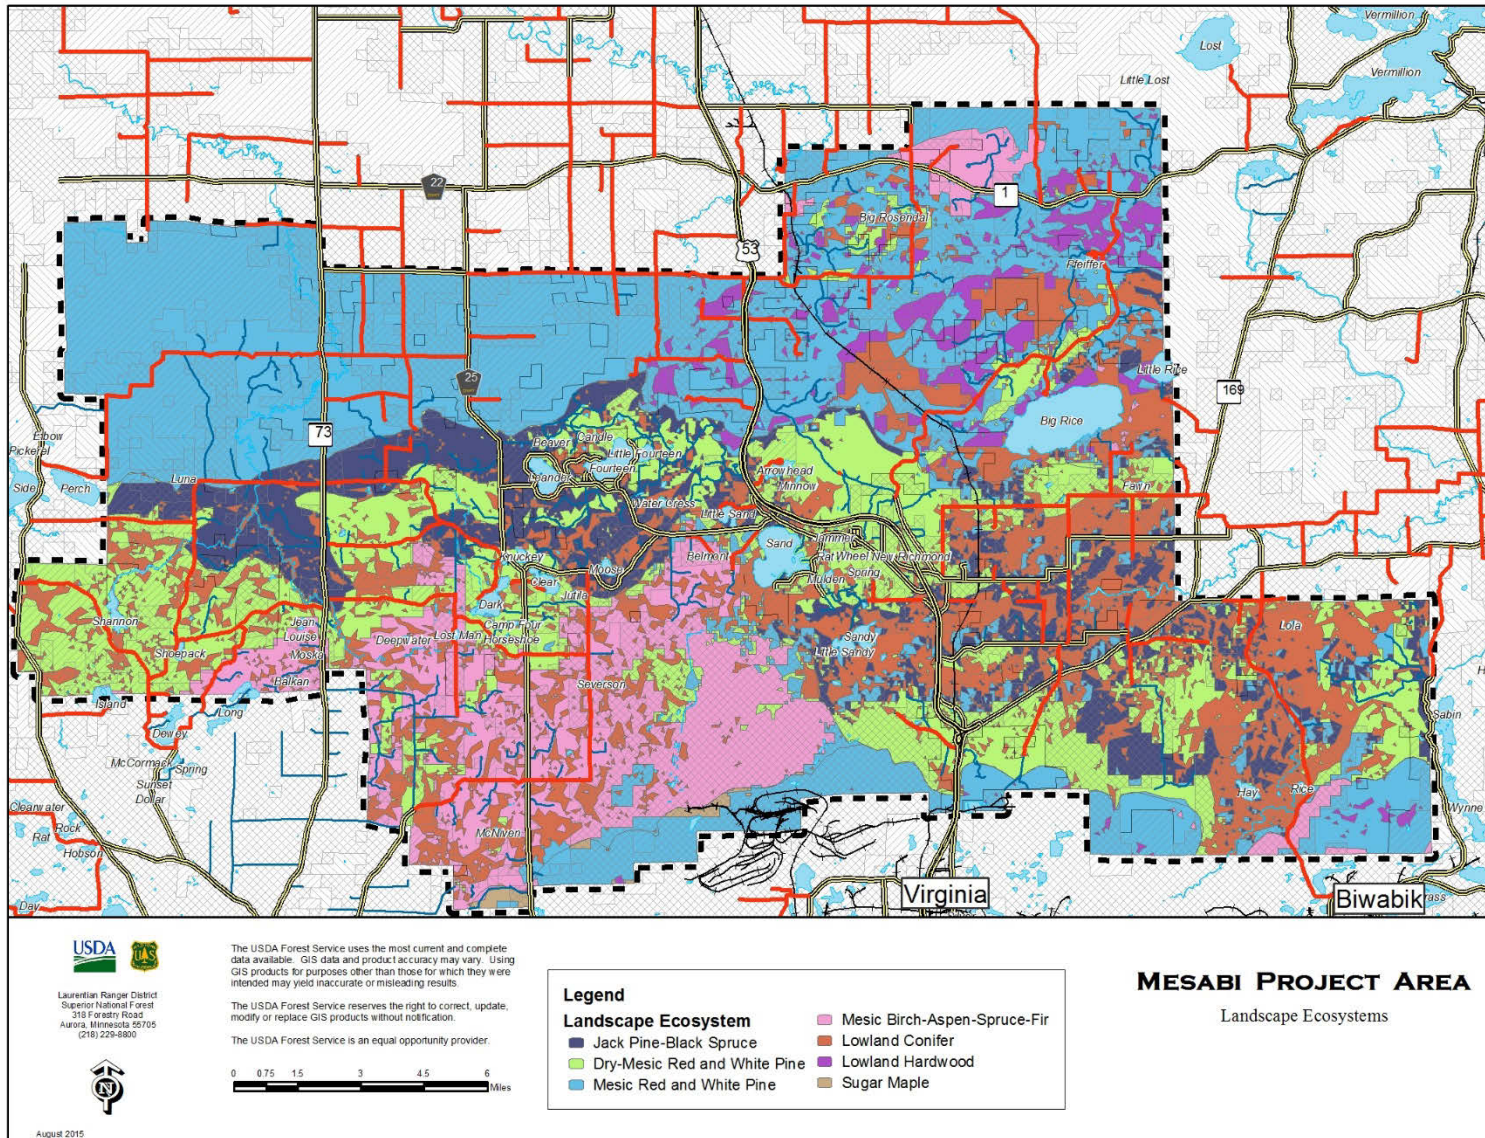 Vermillion
Lost
Vermillion
Little Lost
22
1
Big Rosendal
53
Pfeiffer
Little Rice
25
169
73
Big Rice
Elbow
Pickerel
Beaver
Candle
Little Fourteen
Fourteen
Leander
Luna
Side
Perch
Arrowhead
Minnow
Fawn
Water Cress
Little Sand
Sand
Hammer
Knuckey
Belmont
Rat Wheel New Richmond
Moose
Spring
Clear
Mulden
Jutila
Dark
Shannon
Jean
Louise
Camp Four
Deepwater
Lost Man
Horseshoe
Sandy
Lola
Little Sandy
Shoepack
Moska
Balkan
Severson
Island
Long
Sabin
Dewey
McCormack
Spring
Sunset
Dollar
Hay
Rice
Clearwater
Rock
Rat
Hobson
McNiven
Wynne
Virginia
Biwabik
Day
USDA
Laurentian Ranger District
Superior National Forest
318 Forestry Road
Aurora, Minnesota 55705
(218) 229-8800
N
August 2015
The USDA Forest Service uses the most current and complete
data available. GIS data and product accuracy may vary. Using
GIS products for purposes other than those for which they were
intended may yield inaccurate or misleading results.
The USDA Forest Service reserves the right to correct, update,
modify or replace GIS products without notification.
The USDA Forest Service is an equal opportunity provider.
0 0.75 1.5 3 4.5 6
Miles
Legend
Landscape Ecosystem
Jack Pine-Black Spruce
Dry-Mesic Red and White Pine
Mesic Red and White Pine
Mesic Birch-Aspen-Spruce-Fir
Lowland Conifer
Lowland Hardwood
Sugar Maple
MESABI PROJECT AREA
Landscape Ecosystems